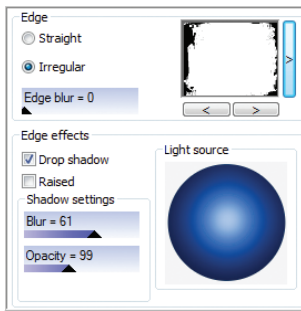 Edge
Straight
Irregular
Edge blur = 0
>
<
>
Edge effects
Drop shadow
Raised
Shadow settings
Blur = 61
Opacity = 99
Light source